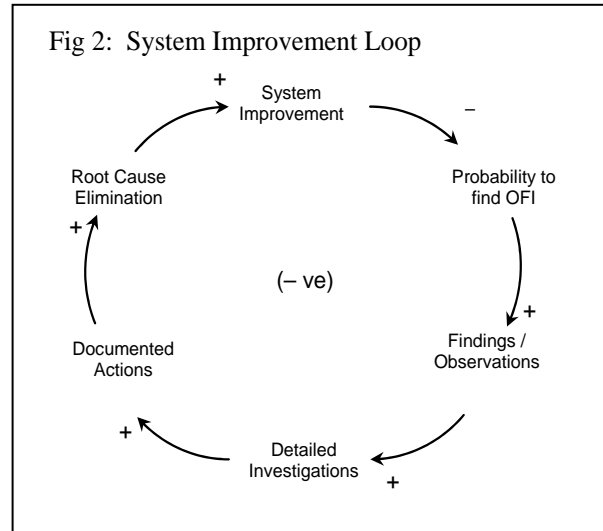 Fig 2: System Improvement Loop
+
System
Improvement
–
Probability to
find OFI
+
Findings /
Observations
+
Detailed
Investigations
+
Documented
Actions
+
Root Cause
Elimination
(– ve)